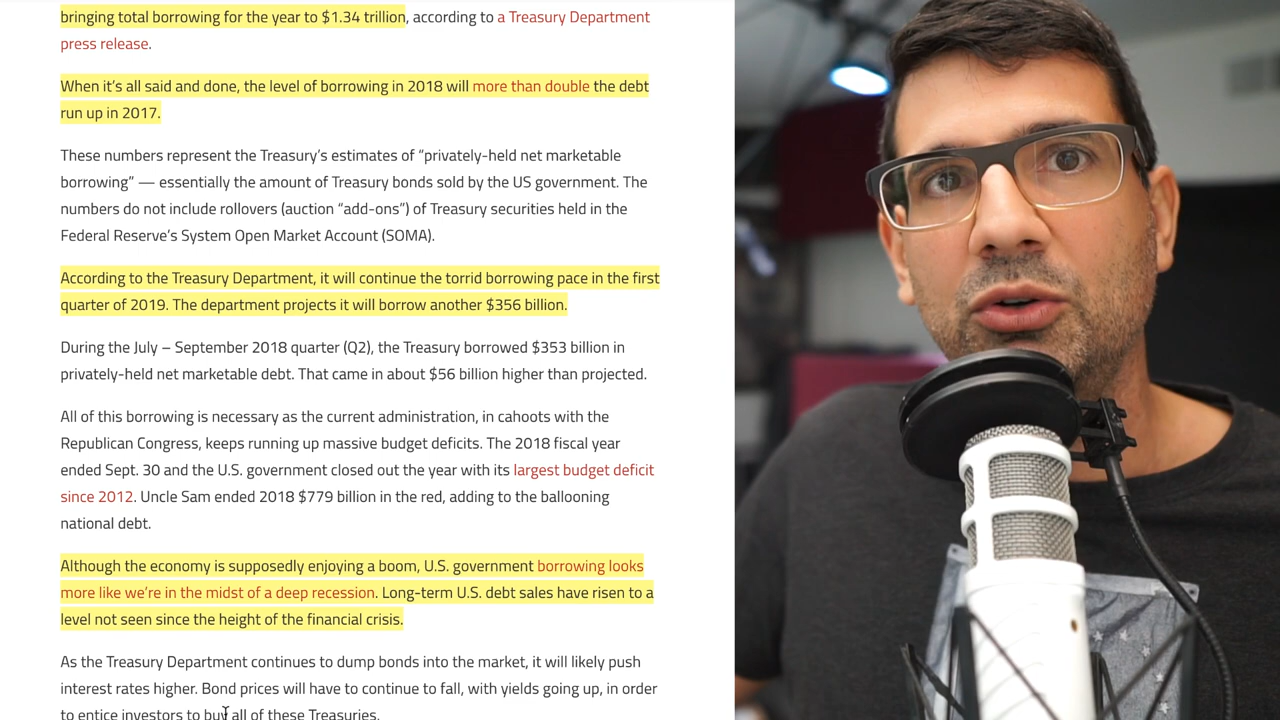 bringing total borrowing for the year to $1.34 trillion, according to a Treasury Department
press release.
When it’s all said and done, the level of borrowing in 2018 will more than double the debt
run up in 2017.
These numbers represent the Treasury’s estimates of “privately-held net marketable
borrowing” — essentially the amount of Treasury bonds sold by the US government. The
numbers do not include rollovers (auction “add-ons”) of Treasury securities held in the
Federal Reserve’s System Open Market Account (SOMA).
According to the Treasury Department, it will continue the torrid borrowing pace in the first
quarter of 2019. The department projects it will borrow another $356 billion.
During the July – September 2018 quarter (Q2), the Treasury borrowed $353 billion in
privately-held net marketable debt. That came in about $56 billion higher than projected.
All of this borrowing is necessary as the current administration, in cahoots with the
Republican Congress, keeps running up massive budget deficits. The 2018 fiscal year
ended Sept. 30 and the U.S. government closed out the year with its largest budget deficit
since 2012. Uncle Sam ended 2018 $779 billion in the red, adding to the ballooning
national debt.
Although the economy is supposedly enjoying a boom, U.S. government borrowing looks
more like we’re in the midst of a deep recession. Long-term U.S. debt sales have risen to a
level not seen since the height of the financial crisis.
As the Treasury Department continues to dump bonds into the market, it will likely push
interest rates higher. Bond prices will have to continue to fall, with yields going up, in order
to entice investors to buy all of these Treasuries.